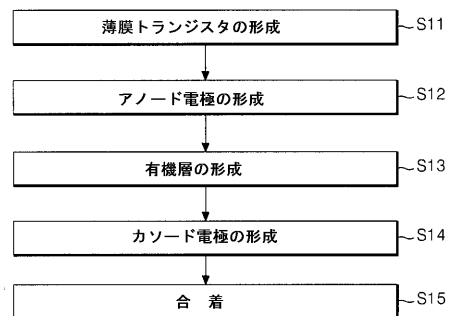 薄膜トランジスタの形成 S11
アノード電極の形成 S12
有機層の形成 S13
カソード電極の形成 S14
合 着 S15